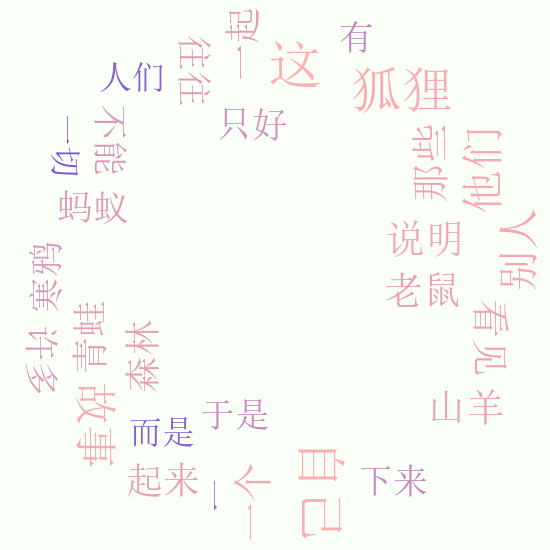 有
一起
往往
这
人们
狐狸
只好
不能
一切
那些
他们
蚂蚁
别人
说明
寒鸦
老鼠
青蛙
看见
森林
许多
故事
山羊
于是
而是
自己
起来
一个
一
下来